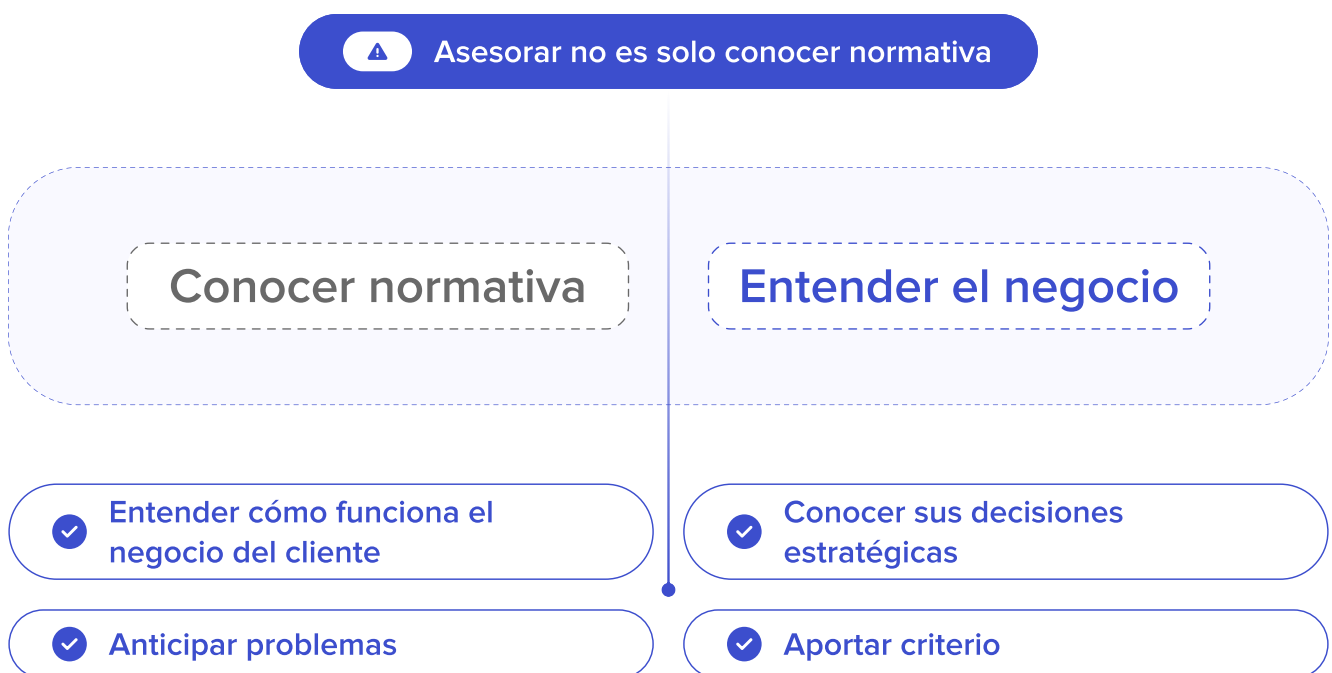 Asesorar no es solo conocer normativa
Conocer normativa
Entender el negocio
Entender cómo funciona el
negocio del cliente
Conocer sus decisiones
estratégicas
Anticipar problemas
Aportar criterio